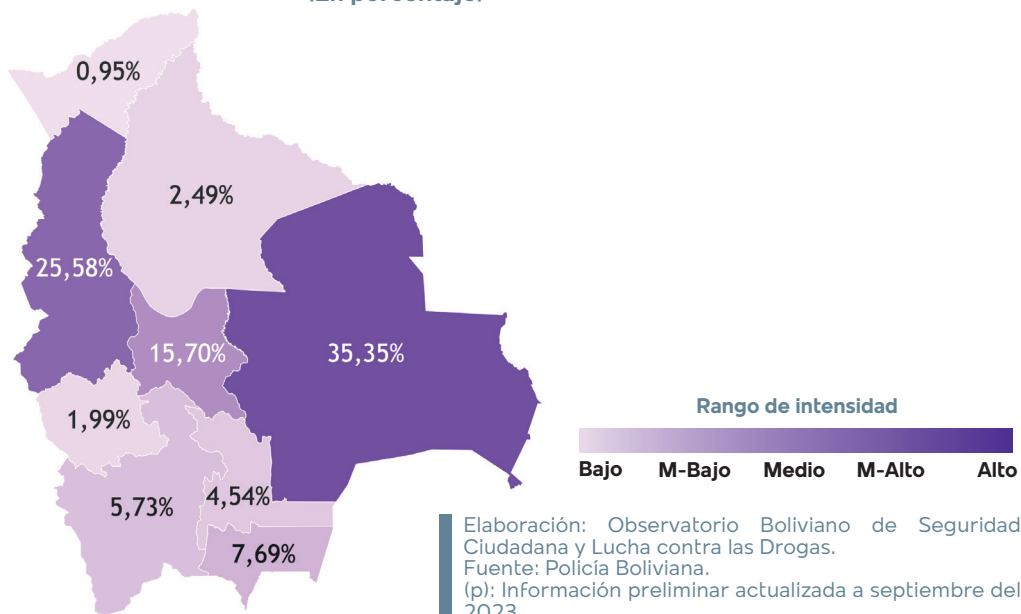 (En porcentaje)
0,95%
2,49%
25,58%
15,70%
35,35%
1,99%
5,73%
4,54%
7,69%
Rango de intensidad
Bajo M-Bajo Medio M-Alto Alto
Elaboración: Observatorio Boliviano de Seguridad
Ciudadana y Lucha contra las Drogas.
Fuente: Policía Boliviana.
(p): Información preliminar actualizada a septiembre del
2023